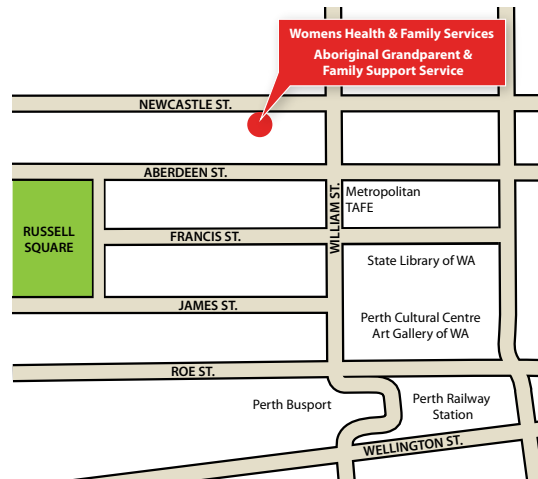 Womens Health & Family Services
Aboriginal Grandparent &
Family Support Service
NEWCASTLE ST.
ABERDEEN ST.
Metropolitan
TAFE
WILLIAM ST.
RUSSELL
SQUARE
FRANCIS ST.
State Library of WA
JAMES ST.
Perth Cultural Centre
Art Gallery of WA
ROE ST.
Perth Busport
Perth Railway
Station
WELLINGTON ST.